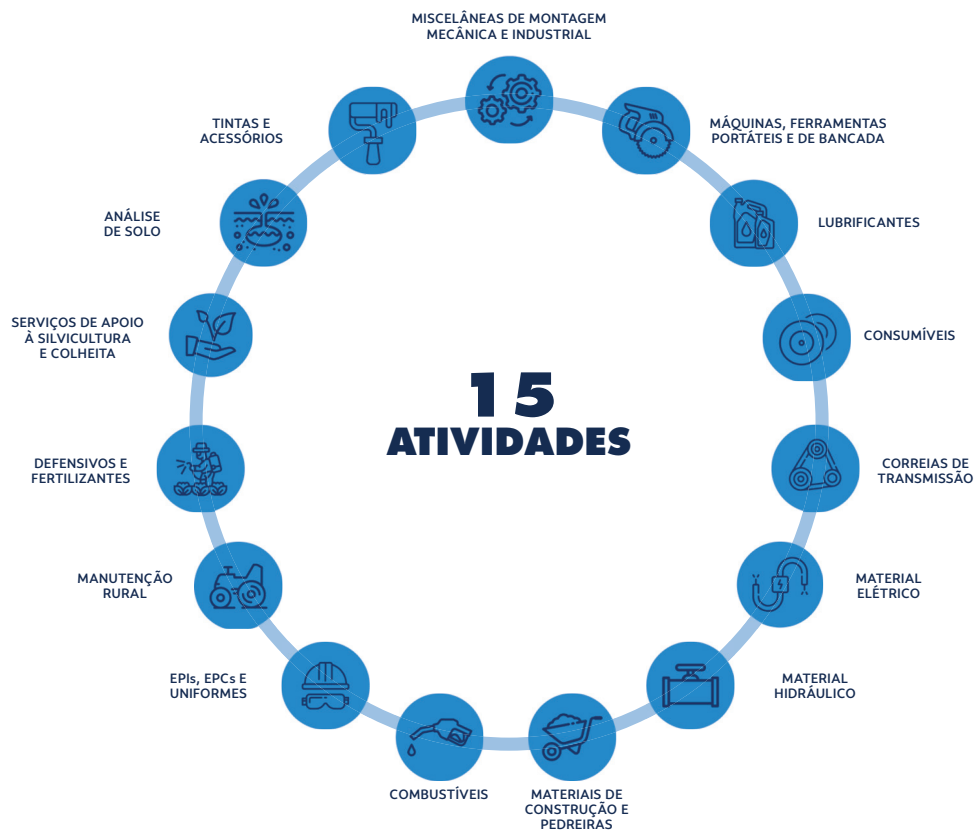 MISCELÂNEAS DE MONTAGEM
MECÂNICA E INDUSTRIAL
MÁQUINAS, FERRAMENTAS
PORTÁTEIS E DE BANCADA
LUBRIFICANTES
CONSUMÍVEIS
CORREIAS DE
TRANSMISSÃO
MATERIAL
ELÉTRICO
MATERIAL
HIDRÁULICO
MATERIAIS DE
CONSTRUÇÃO E
PEDREIRAS
COMBUSTÍVEIS
EPIs, EPCs E
UNIFORMES
MANUTENÇÃO
RURAL
DEFENSIVOS E
FERTILIZANTES
SERVIÇOS DE APOIO
À SILVICULTURA
E COLHEITA
ANÁLISE
DE SOLO
TINTAS E
ACESSÓRIOS
15
ATIVIDADES